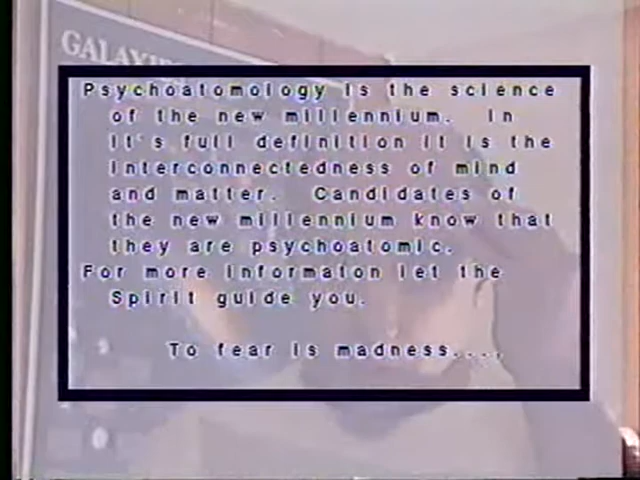 GALAXI
Psychoatomology is the science
of the new millennium. In
it's full definition it is the
interconnectedness of mind
and matter. Candidates of
the new millennium know that
they are psychoatomic.
For more informaton let the
Spirit guide you.
To fear is madness....